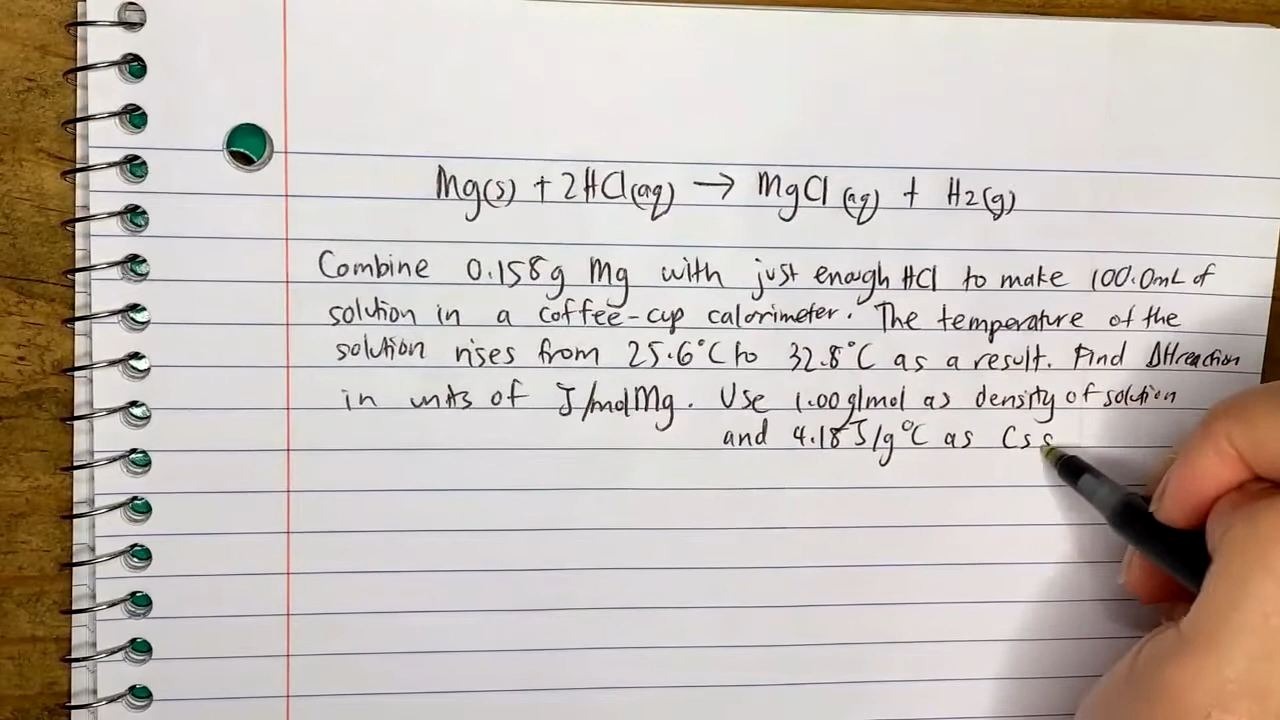 Mg(s) + 2HCl(aq) → MgCl (aq) + H2(g)
Combine 0.158g Mg with just enough HCl to make 100.0mL of
solution in a coffee-cup calorimeter. The temperature of the
solution rises from 25.6°C to 32.8°C as a result. Find ΔHreaction
in units of J/molMg. Use 1.00g/mol as density of solution
and 4.18J/g°C as Css